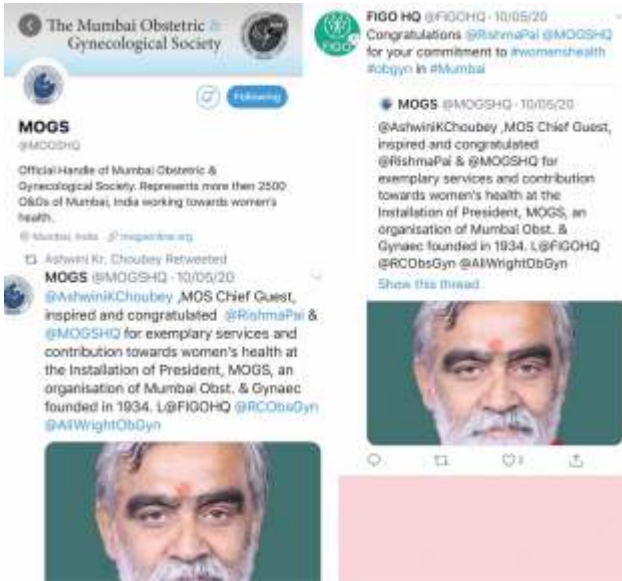 The Mumbai Obstetric &
Gynecological Society
Following
MOGS
@MOGSHQ
Official Handle of Mumbai Obstetric &
Gynecological Society. Represents more then 2500
O&Gs of Mumbai, India working towards women's
health.
Mumbai, India mogsonline.org
Ashwini Kr. Choubey Retweeted
MOGS @MOGSHQ · 10/05/20
@AshwiniKChoubey ,MOS Chief Guest,
inspired and congratulated @RishmaPai &
@MOGSHQ for exemplary services and
contribution towards women's health at
the Installation of President, MOGS, an
organisation of Mumbai Obst. & Gynaec
founded in 1934. L@FIGOHQ @RCObsGyn
@AliWrightObGyn
FIGO
FIGO HQ @FIGOHQ · 10/05/20
Congratulations @RishmaPai @MOGSHQ
for your commitment to #womenshealth
#obgyn in #Mumbai
MOGS @MOGSHQ · 10/05/20
@AshwiniKChoubey ,MOS Chief Guest,
inspired and congratulated
@RishmaPai & @MOGSHQ for
exemplary services and contribution
towards women's health at the
Installation of President, MOGS, an
organisation of Mumbai Obst. &
Gynaec founded in 1934. L@FIGOHQ
@RCObsGyn @AliWrightObGyn
Show this thread